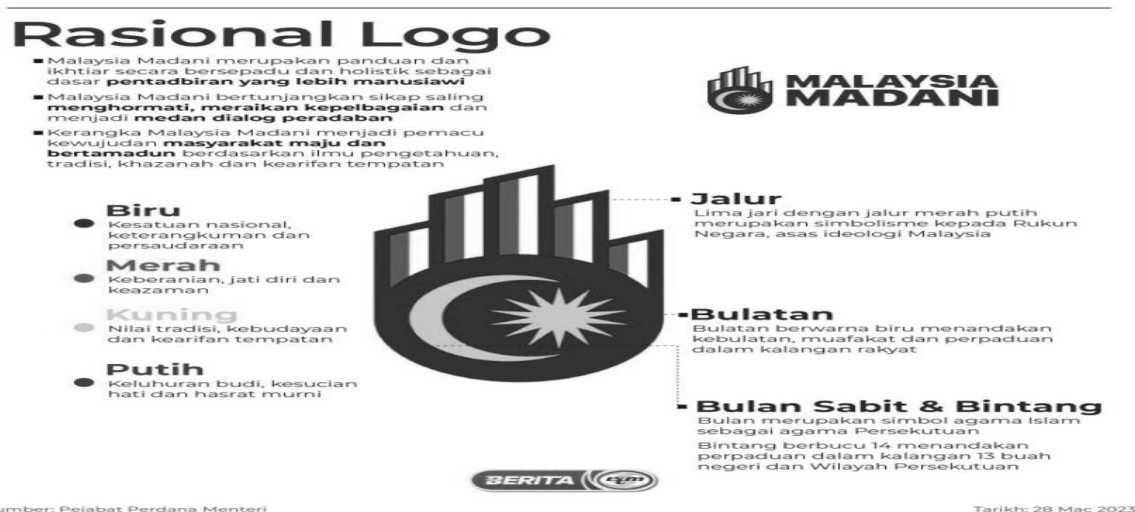 Rasional Logo
Malaysia Madani merupakan panduan dan
ikhtiar secara bersepadu dan holistik sebagai
dasar pentadbiran yang lebih manusiawi
Malaysia Madani bertunjangkan sikap saling
menghormati, meraikan kepelbagaian dan
menjadi medan dialog peradaban
Kerangka Malaysia Madani menjadi pemacu
kewujudan masyarakat maju dan
bertamadun berdasarkan ilmu pengetahuan,
tradisi, khazanah dan kearifan tempatan
MALAYSIA
MADANI
Biru
Kesatuan nasional,
keterangkuman dan
persaudaraan
Merah
Keberanian, jati diri dan
keazaman
Kuning
Nilai tradisi, kebudayaan
dan kearifan tempatan
Putih
Keluhuran budi, kesucian
hati dan hasrat murni
Jalur
Lima jari dengan jalur merah putih
merupakan simbolisme kepada Rukun
Negara, asas ideologi Malaysia
Bulatan
Bulatan berwarna biru menandakan
kebulatan, muafakat dan perpaduan
dalam kalangan rakyat
Bulan Sabit & Bintang
Bulan merupakan simbol agama Islam
sebagai agama Persekutuan
Bintang berbucu 14 menandakan
perpaduan dalam kalangan 13 buah
negeri dan Wilayah Persekutuan
BERITA rtm
umber: Pejabat Perdana Menteri
Tarikh: 28 Mac 2023